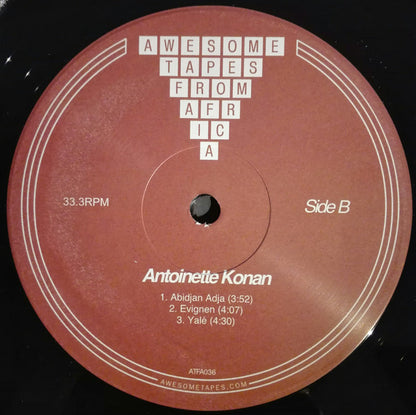 AWESOME
TAPES
FROM
AFR
IC
A
33.3RPM
Side B
Antoinette Konan
1. Abidjan Adja (3:52)
2. Evignen (4:07)
3. Yalé (4:30)
ATFA036
AWESOMETAPES.COM